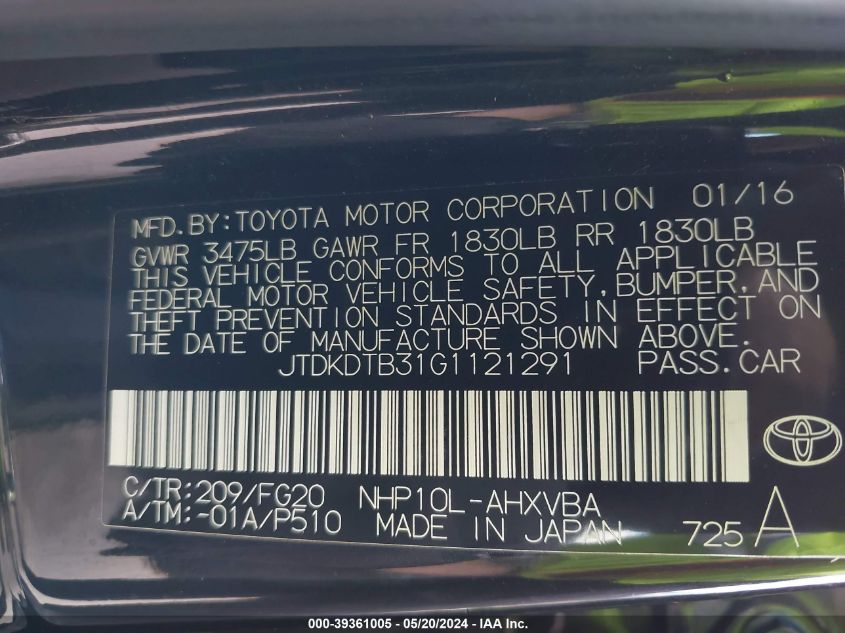 MFD.BY:TOYOTA MOTOR CORPORATION 01/16
GVWR 3475LB GAWR FR 1830LB RR 1830LB
THIS VEHICLE CONFORMS TO ALL APPLICABLE
FEDERAL MOTOR VEHICLE SAFETY,BUMPER,AND
THEFT PREVENTION STANDARDS IN EFFECT ON
THE DATE OF MANUFACTURE SHOWN ABOVE.
JTDKDTB31G1121291 PASS.CAR
C/TR:209/FG20 NHP10L-AHXVBA
A/TM:-01A/P510 MADE IN JAPAN 725 A
000-39361005 - 05/20/2024 - IAA Inc.